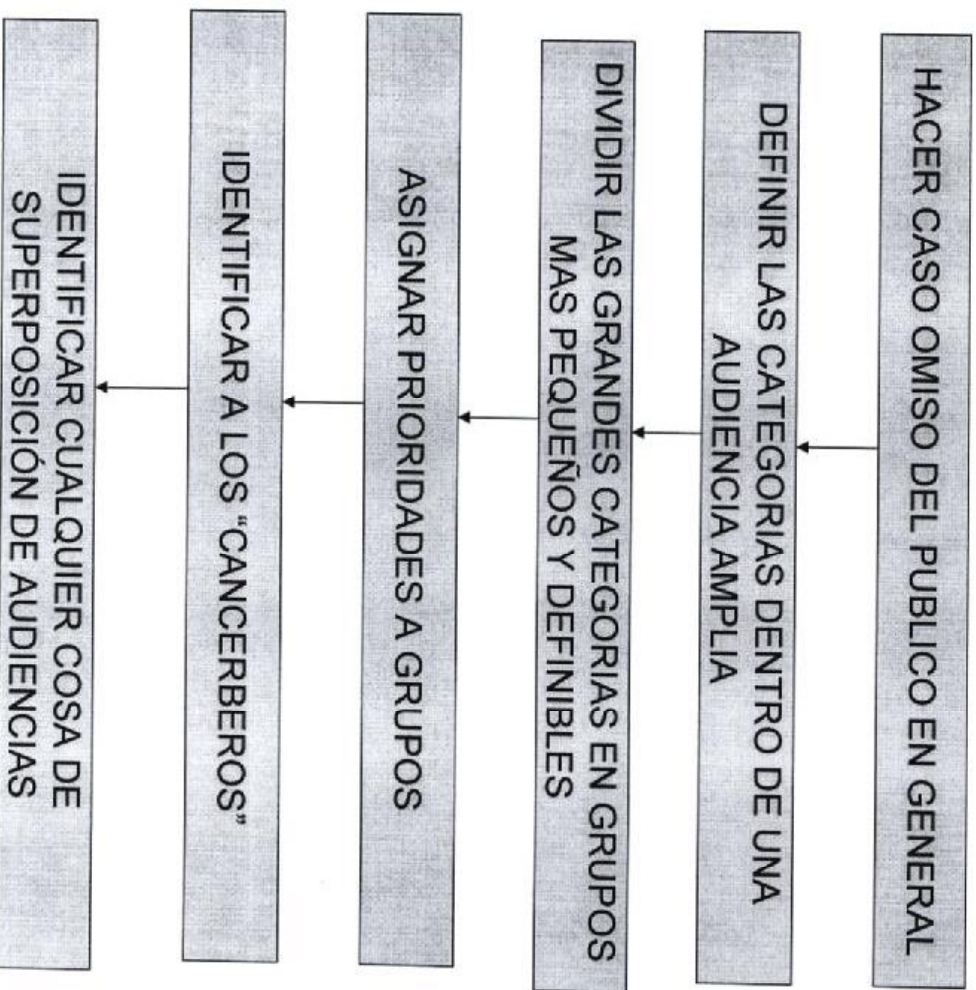 HACER CASO OMISO DEL PUBLICO EN GENERAL
DEFINIR LAS CATEGORIAS DENTRO DE UNA
AUDIENCIA AMPLIA
DIVIDIR LAS GRANDES CATEGORIAS EN GRUPOS
MAS PEQUEÑOS Y DEFINIBLES
ASIGNAR PRIORIDADES A GRUPOS
IDENTIFICAR A LOS "CANCERBEROS"
IDENTIFICAR CUALQUIER COSA DE
SUPERPOSICIÓN DE AUDIENCIAS